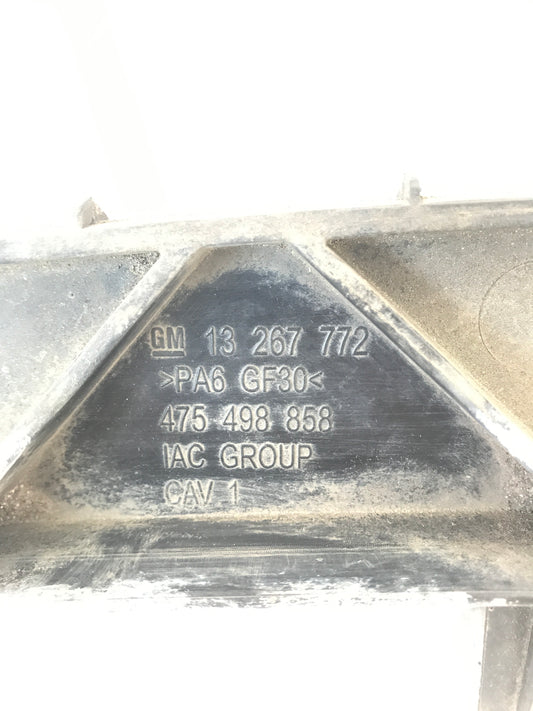 GM 13 267 772
>PA6 GF30<
475 498 858
IAC GROUP
CAV 1